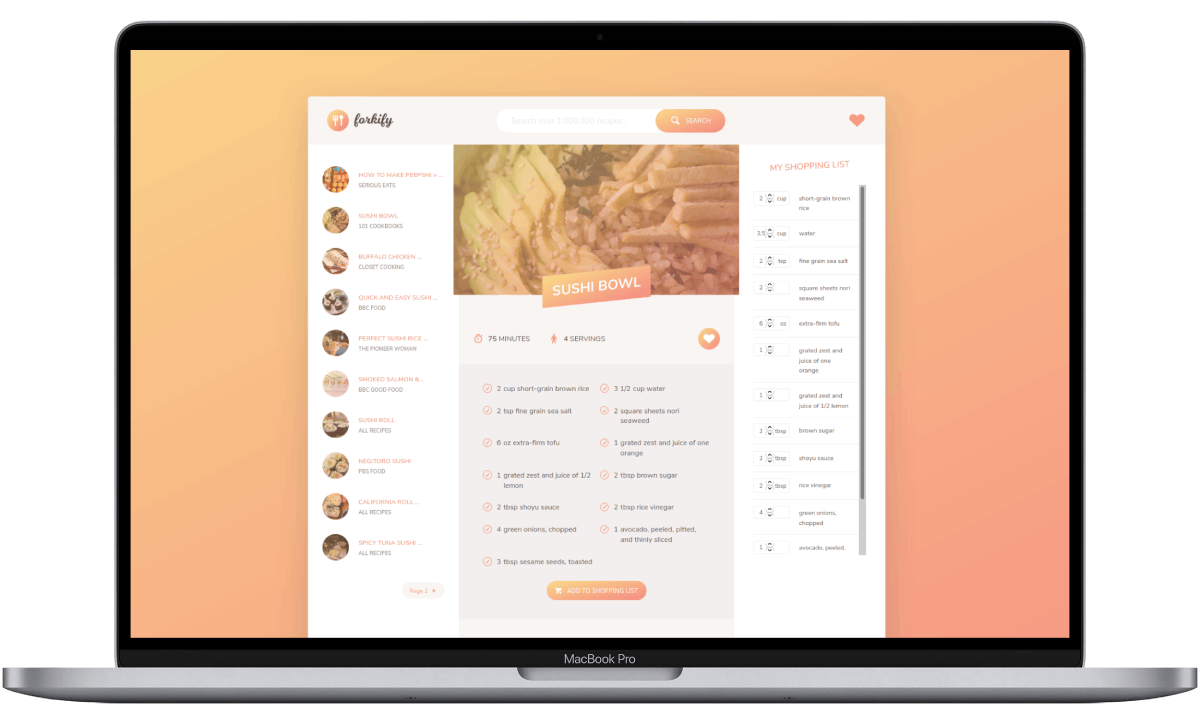 forkify
Search over 1,000,000 recipes...
SEARCH
HOW TO MAKE PEEPSHI = ...
SERIOUS EATS
SUSHI BOWL
101 COOKBOOKS
BUFFALO CHICKEN ...
CLOSET COOKING
QUICK AND EASY SUSHI ...
BBC FOOD
PERFECT SUSHI RICE ...
THE PIONEER WOMAN
SMOKED SALMON & ...
BBC GOOD FOOD
SUSHI ROLL
ALL RECIPES
NEGITORO SUSHI
PBS FOOD
CALIFORNIA ROLL ...
ALL RECIPES
SPICY TUNA SUSHI ...
ALL RECIPES
Page 2
SUSHI BOWL
75 MINUTES
4 SERVINGS
2 cup short-grain brown rice
3 1/2 cup water
2 tsp fine grain sea salt
2 square sheets nori
seaweed
6 oz extra-firm tofu
1 grated zest and juice of one
orange
1 grated zest and juice of 1/2
lemon
2 tbsp brown sugar
2 tbsp shoyu sauce
2 tbsp rice vinegar
4 green onions, chopped
1 avocado, peeled, pitted,
and thinly sliced
3 tbsp sesame seeds, toasted
ADD TO SHOPPING LIST
MY SHOPPING LIST
2 cup short-grain brown
rice
3.5 cup water
2 tsp fine grain sea salt
2 square sheets nori
seaweed
6 oz extra-firm tofu
1 grated zest and
juice of one
orange
1 grated zest and
juice of 1/2 lemon
2 tbsp brown sugar
2 tbsp shoyu sauce
2 tbsp rice vinegar
4 green onions,
chopped
1 avocado, peeled,
MacBook Pro